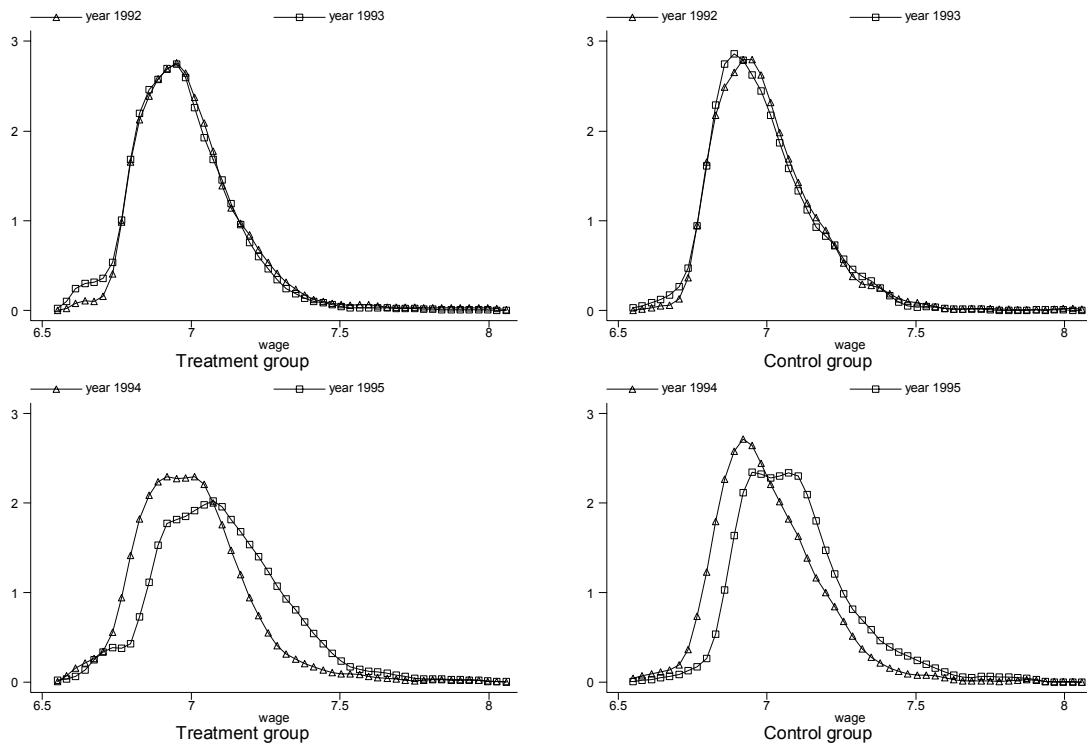 year 1992 year 1993
3
2
1
0
6.5 7 7.5 8
wage
Treatment group
year 1992 year 1993
3
2
1
0
6.5 7 7.5 8
wage
Control group
year 1994 year 1995
3
2
1
0
6.5 7 7.5 8
wage
Treatment group
year 1994 year 1995
3
2
1
0
6.5 7 7.5 8
wage
Control group